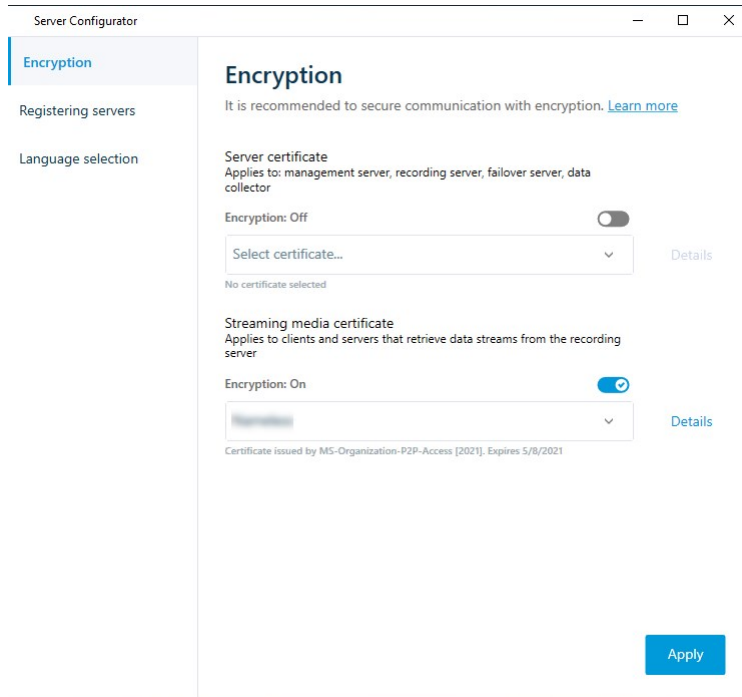 Server Configurator
Encryption
Registering servers
Language selection
Encryption
It is recommended to secure communication with encryption. Learn more
Server certificate
Applies to: management server, recording server, failover server, data
collector
Encryption: Off
Select certificate...
Details
No certificate selected
Streaming media certificate
Applies to clients and servers that retrieve data streams from the recording
server
Encryption: On
Details
Certificate issued by MS-Organization-P2P-Access [2021]. Expires 5/8/2021
Apply